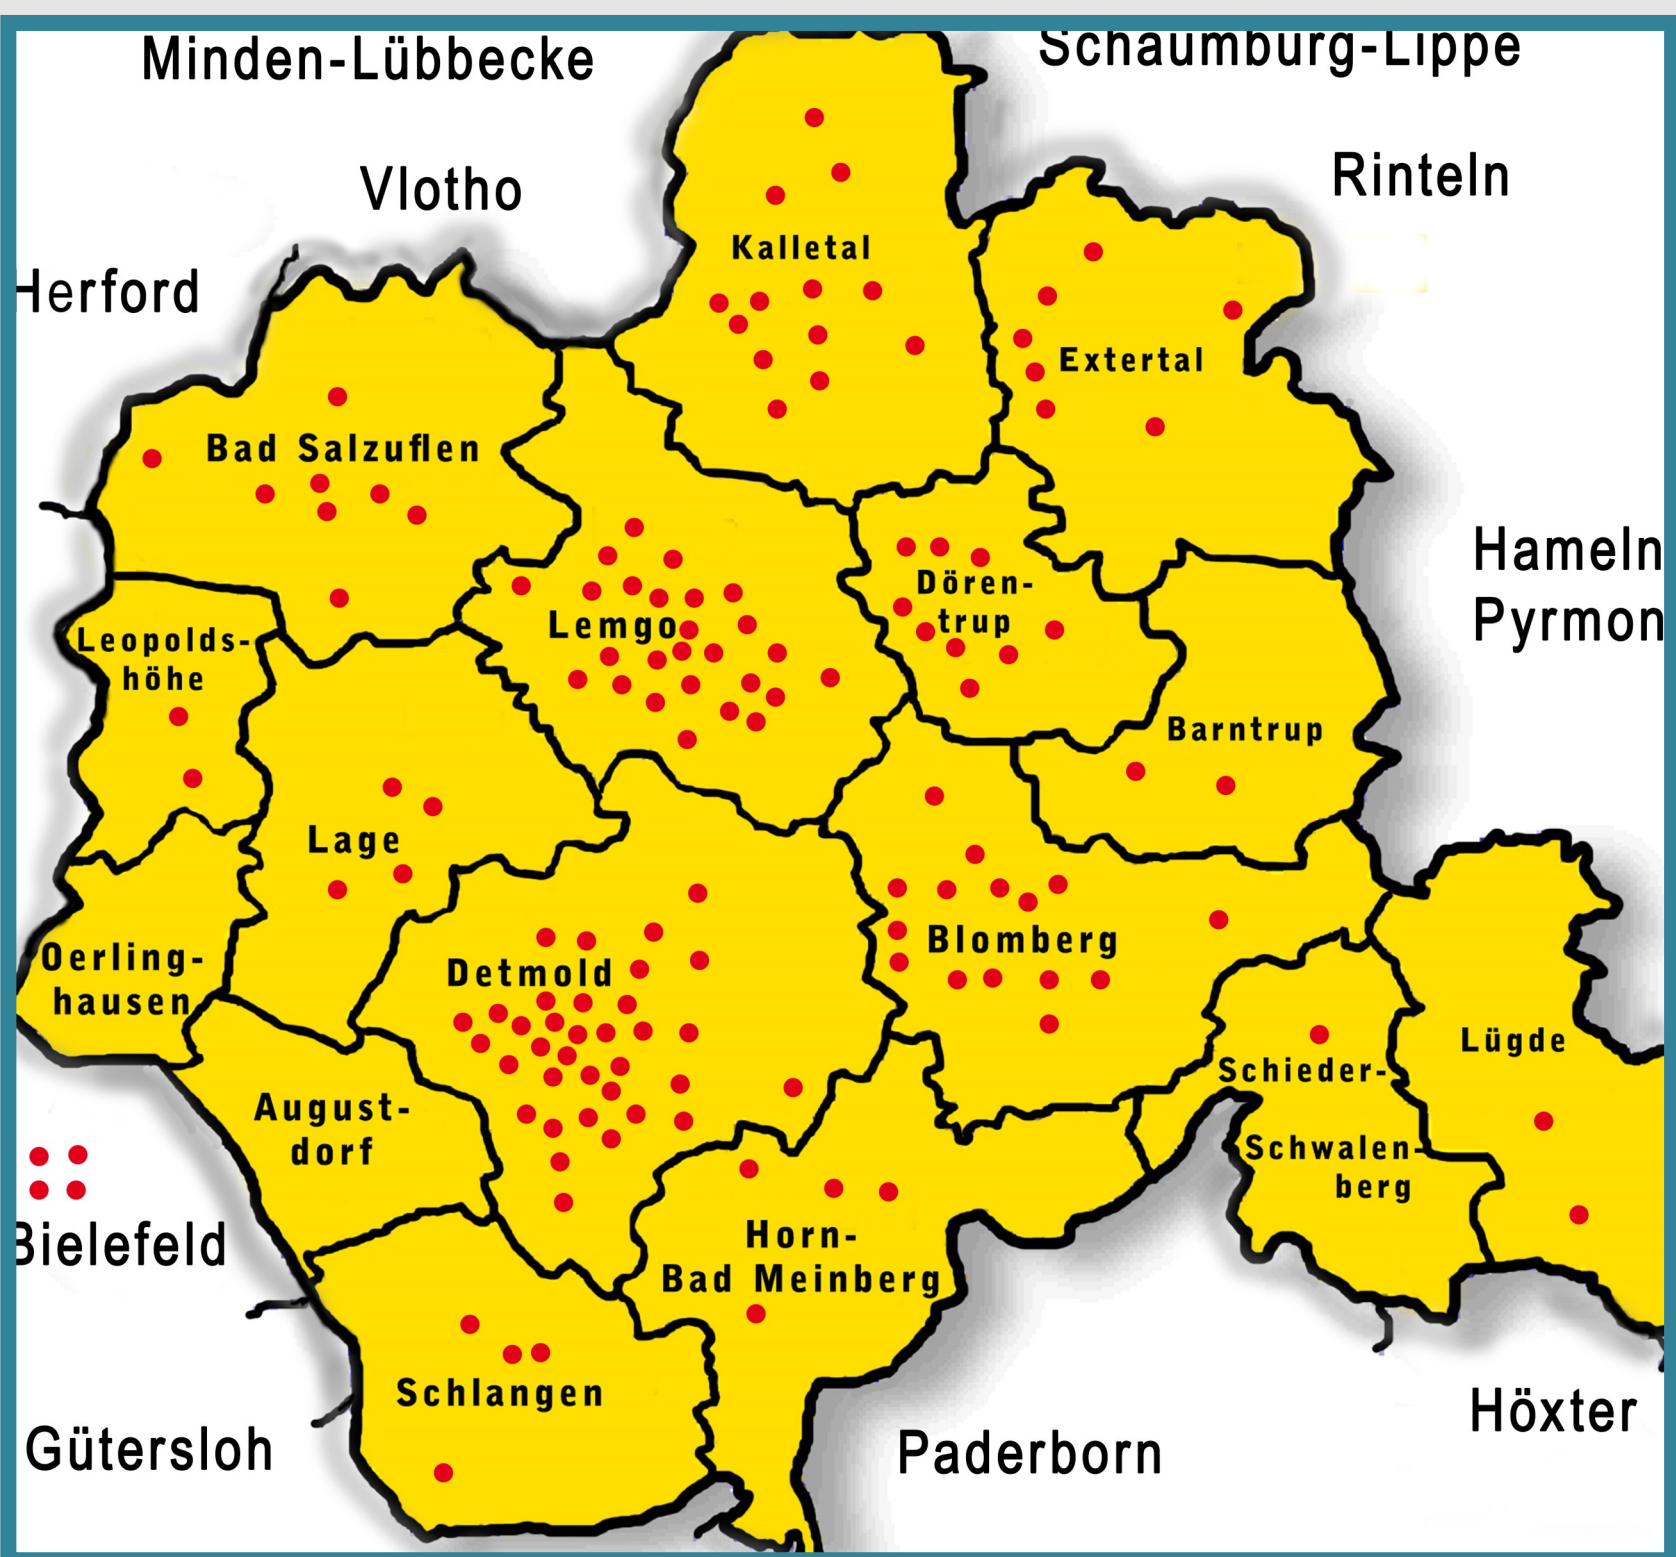 Minden-Lübbecke
Schaumburg-Lippe
Vlotho
Rinteln
Herford
Kalletal
Extertal
Bad Salzuflen
Hameln
Pyrmon
Dören-
trup
Lemgo
Leopolds-
höhe
Barntrup
Lage
Blomberg
Oerling-
hausen
Detmold
Lügde
Schieder-
Schwalen-
berg
August-
dorf
Bielefeld
Horn-
Bad Meinberg
Schlangen
Höxter
Gütersloh
Paderborn